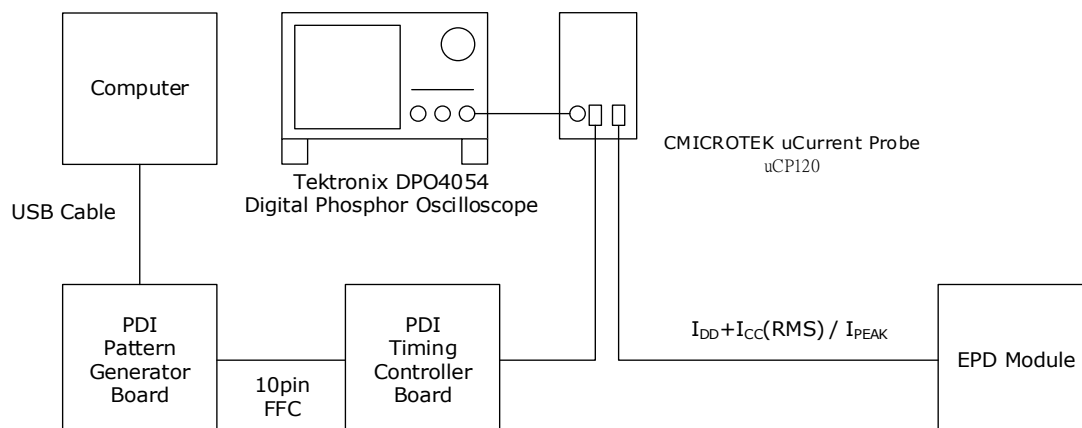 Computer
Tektronix DPO4054
Digital Phosphor Oscilloscope
CMICROTEK uCurrent Probe
uCP120
USB Cable
PDI
Pattern
Generator
Board
10pin
FFC
PDI
Timing
Controller
Board
IDD+ICC(RMS) / IPEAK
EPD Module